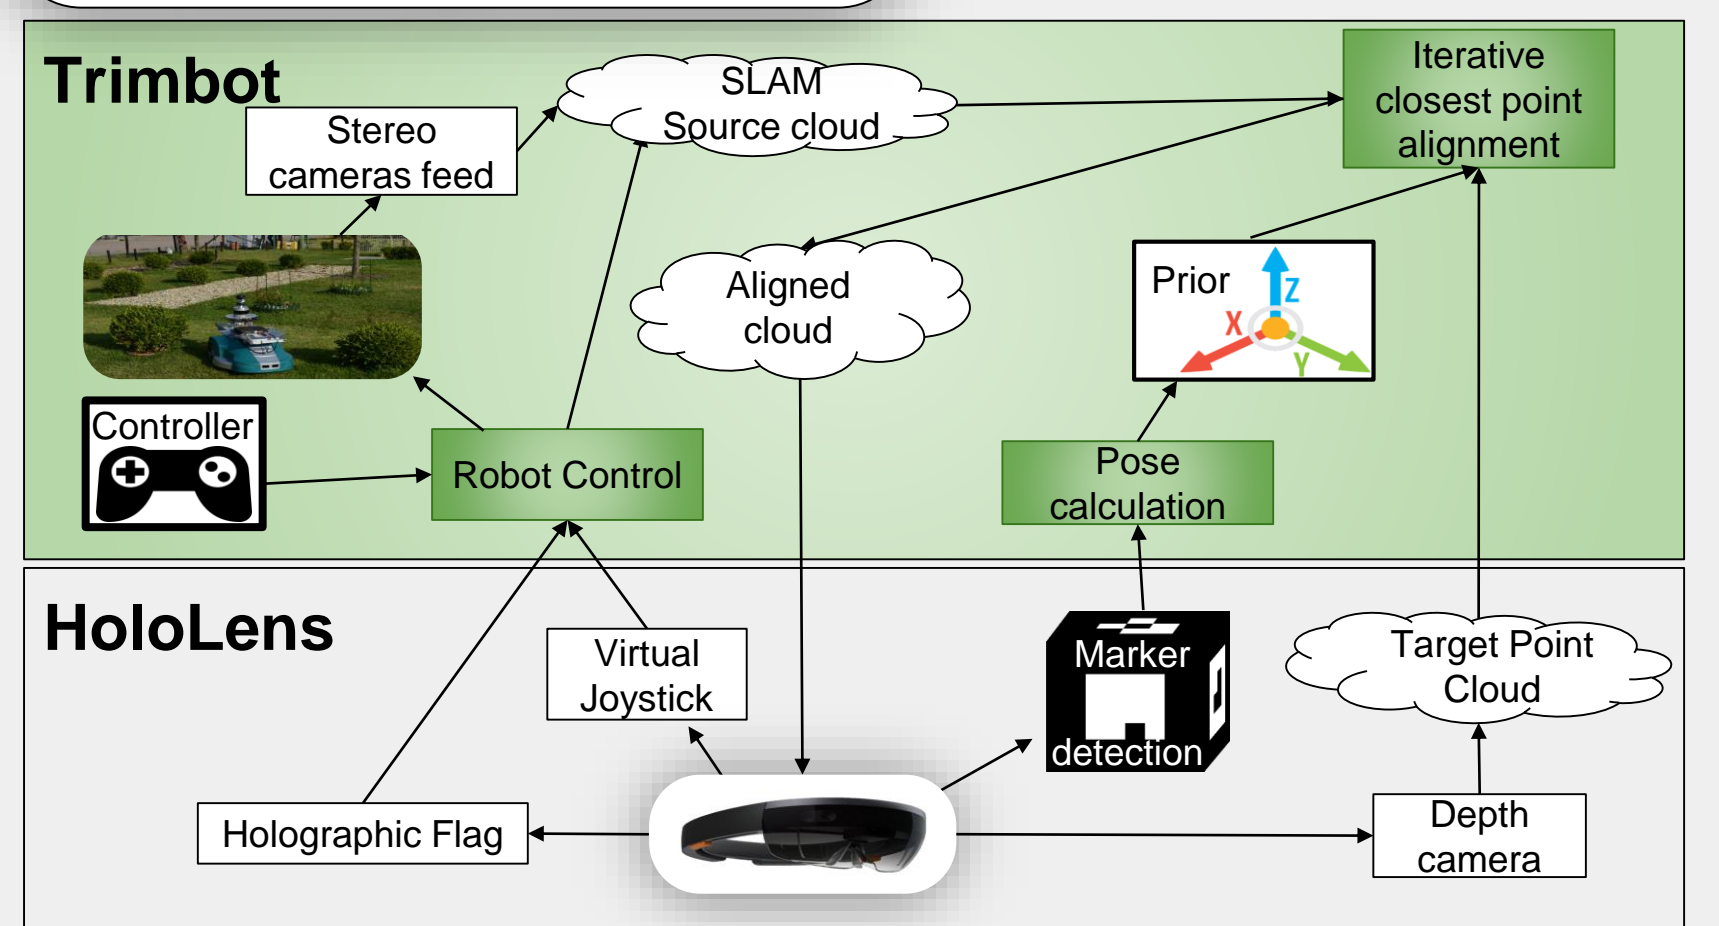 Trimbot
SLAM
Source cloud
Iterative
closest point
alignment
Stereo
cameras feed
Aligned
cloud
Prior
Z
X
Y
Controller
Robot Control
Pose
calculation
HoloLens
Virtual
Joystick
Marker
detection
Target Point
Cloud
Holographic Flag
Depth
camera